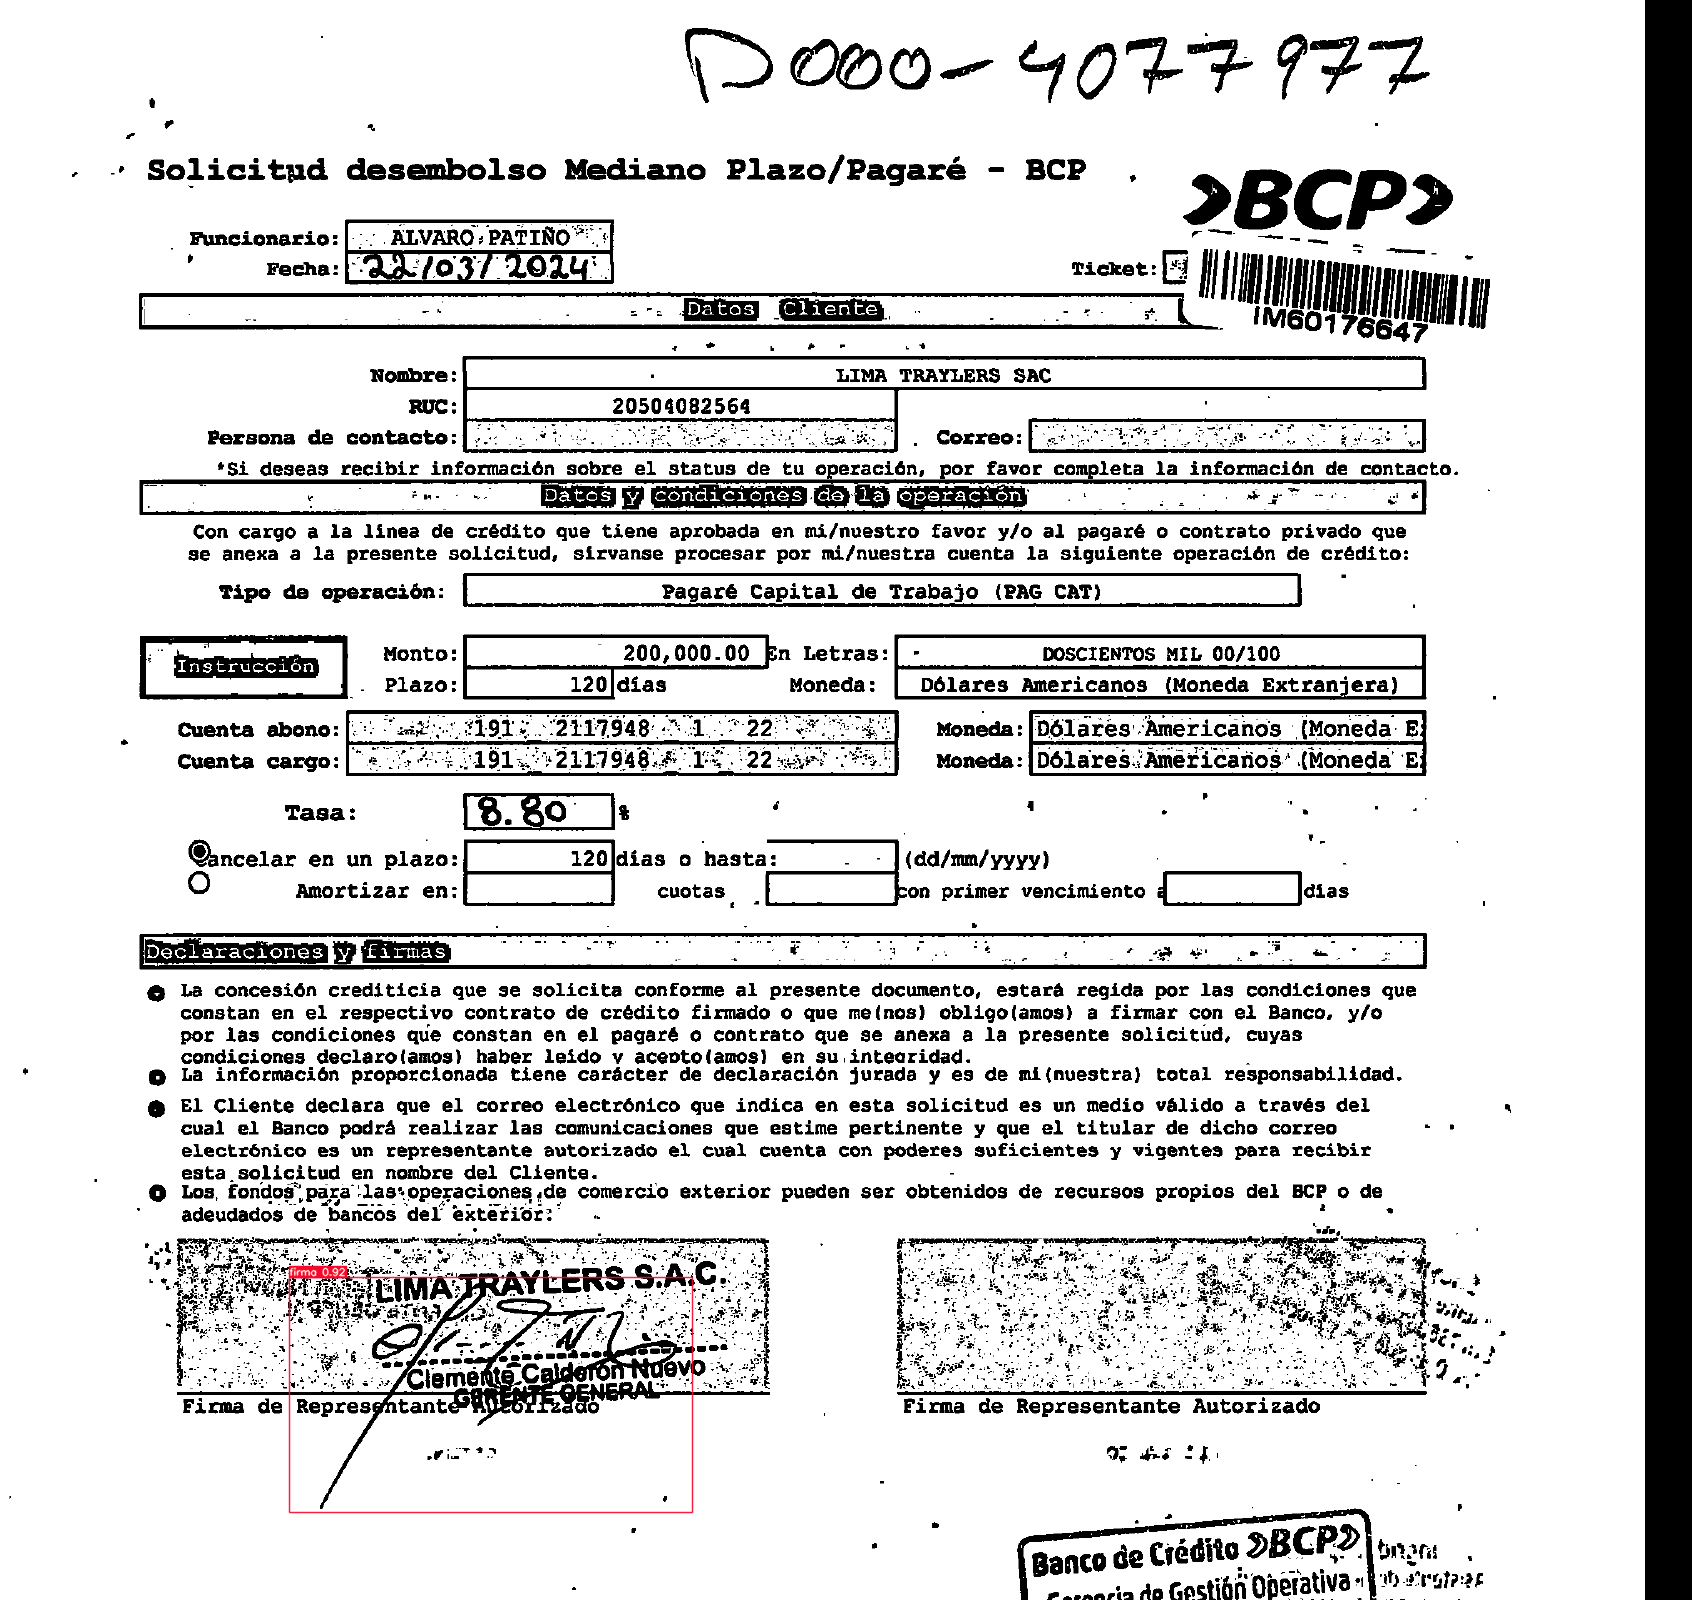 D000-4077977
Solicitud desembolso Mediano Plazo/Pagaré - BCP
BCP
Funcionario: ALVARO PATIÑO
Fecha: 22/03/2024
Ticket:
IM60176647
Datos Cliente
Nombre: LIMA TRAYLERS SAC
RUC: 20504082564
Persona de contacto: Correo:
*Si deseas recibir información sobre el status de tu operación, por favor completa la información de contacto.
Datos y condiciones de la operación
Con cargo a la línea de crédito que tiene aprobada en mi/nuestro favor y/o al pagaré o contrato privado que
se anexa a la presente solicitud, sírvanse procesar por mi/nuestra cuenta la siguiente operación de crédito:
Tipo de operación: Pagaré Capital de Trabajo (PAG CAT)
Instrucción
Monto: 200,000.00 En Letras: DOSCIENTOS MIL 00/100
Plazo: 120 días Moneda: Dólares Americanos (Moneda Extranjera)
Cuenta abono: 191 2117948 1 22 Moneda: Dólares Americanos (Moneda E
Cuenta cargo: 191 2117948 1 22 Moneda: Dólares Americanos (Moneda E
Tasa: 8.80 %
ancelar en un plazo: 120 días o hasta: (dd/mm/yyyy)
Amortizar en: cuotas con primer vencimiento a días
Declaraciones y firmas
La concesión crediticia que se solicita conforme al presente documento, estará regida por las condiciones que
constan en el respectivo contrato de crédito firmado o que me(nos) obligo(amos) a firmar con el Banco, y/o
por las condiciones que constan en el pagaré o contrato que se anexa a la presente solicitud, cuyas
condiciones declaro(amos) haber leído y acepto(amos) en su integridad.
La información proporcionada tiene carácter de declaración jurada y es de mi(nuestra) total responsabilidad.
El Cliente declara que el correo electrónico que indica en esta solicitud es un medio válido a través del
cual el Banco podrá realizar las comunicaciones que estime pertinente y que el titular de dicho correo
electrónico es un representante autorizado el cual cuenta con poderes suficientes y vigentes para recibir
esta solicitud en nombre del Cliente.
Los fondos para las operaciones de comercio exterior pueden ser obtenidos de recursos propios del BCP o de
adeudados de bancos del exterior.
firma 0.92
LIMA TRAYLERS S.A.C.
Clemente Calderón Nuevo
GERENTE GENERAL
Firma de Representante Autorizado
Firma de Representante Autorizado
Banco de Crédito BCP
Gerencia de Gestión Operativa